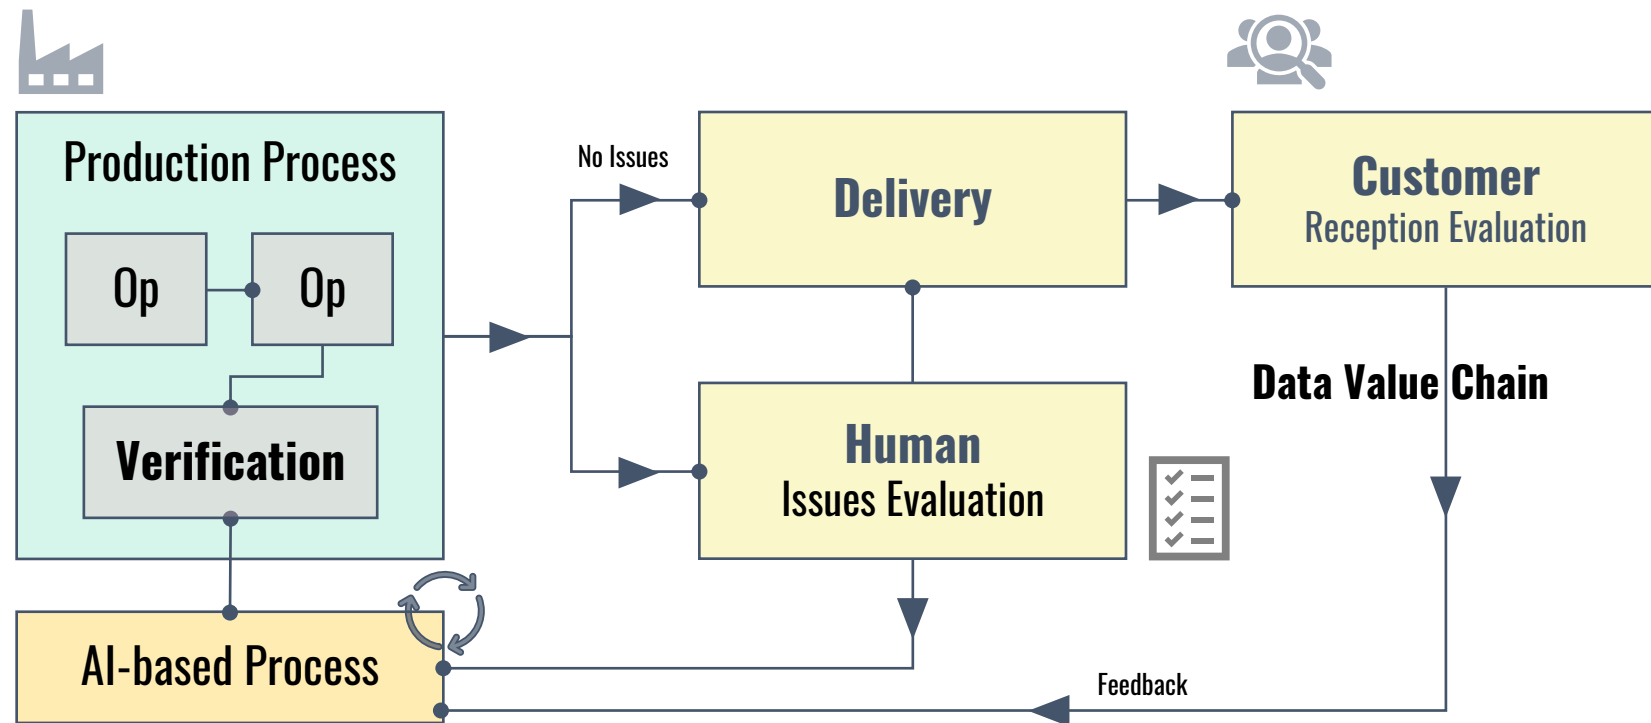 Production Process
Op
Op
Verification
AI-based Process
No Issues
Delivery
Human
Issues Evaluation
Customer
Reception Evaluation
Data Value Chain
Feedback